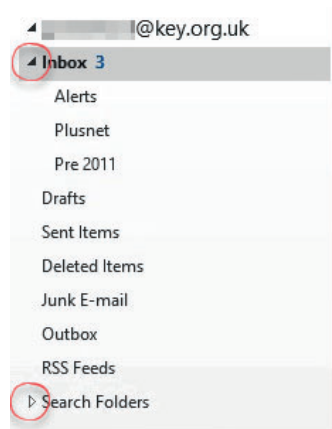 @key.org.uk
Inbox 3
Alerts
Plusnet
Pre 2011
Drafts
Sent Items
Deleted Items
Junk E-mail
Outbox
RSS Feeds
Search Folders